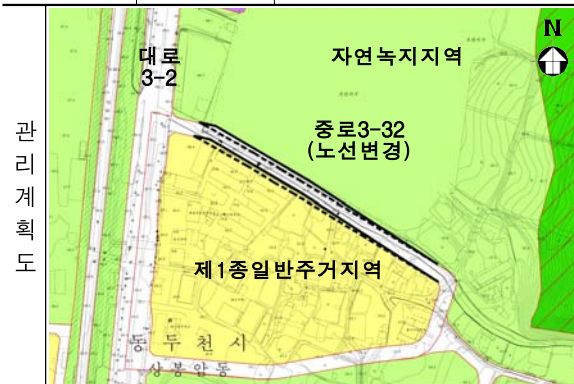 관리계획도
대로
3-2
자연녹지지역
N
중로3-32
(노선변경)
제1종일반주거지역
동두천시
상봉암동